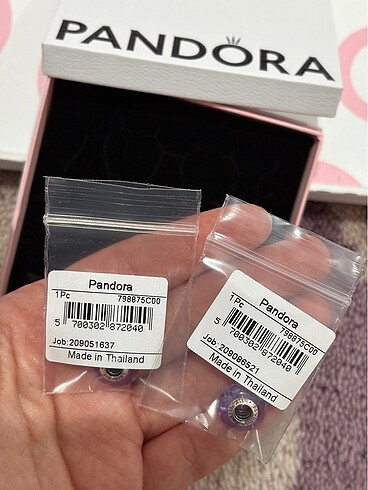 PANDORA
Pandora
1Pc 798875C00
5 700302 872040
Job:209051637
Made in Thailand
Pandora
1Pc 798875C00
5 700302 872040
Job:209086521
Made in Thailand